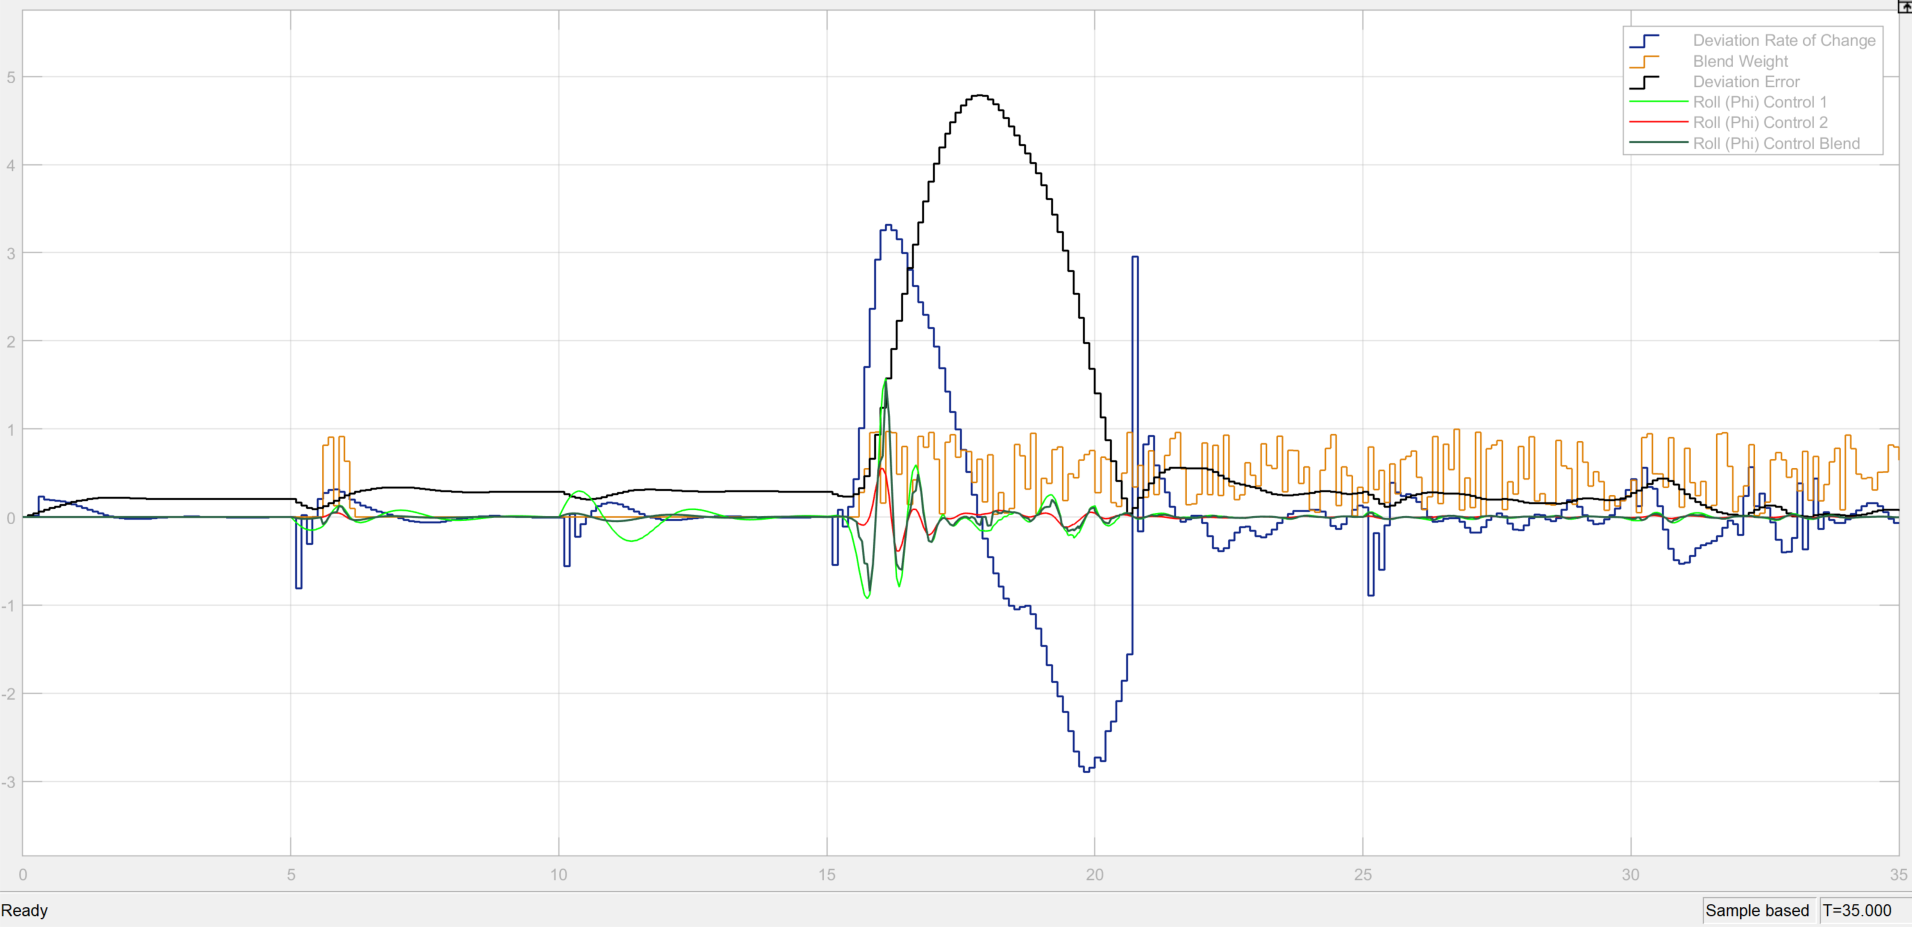 Deviation Rate of Change
Blend Weight
Deviation Error
Roll (Phi) Control 1
Roll (Phi) Control 2
Roll (Phi) Control Blend
5
4
3
2
1
0
-1
-2
-3
0 5 10 15 20 25 30 35
Ready Sample based T=35.000